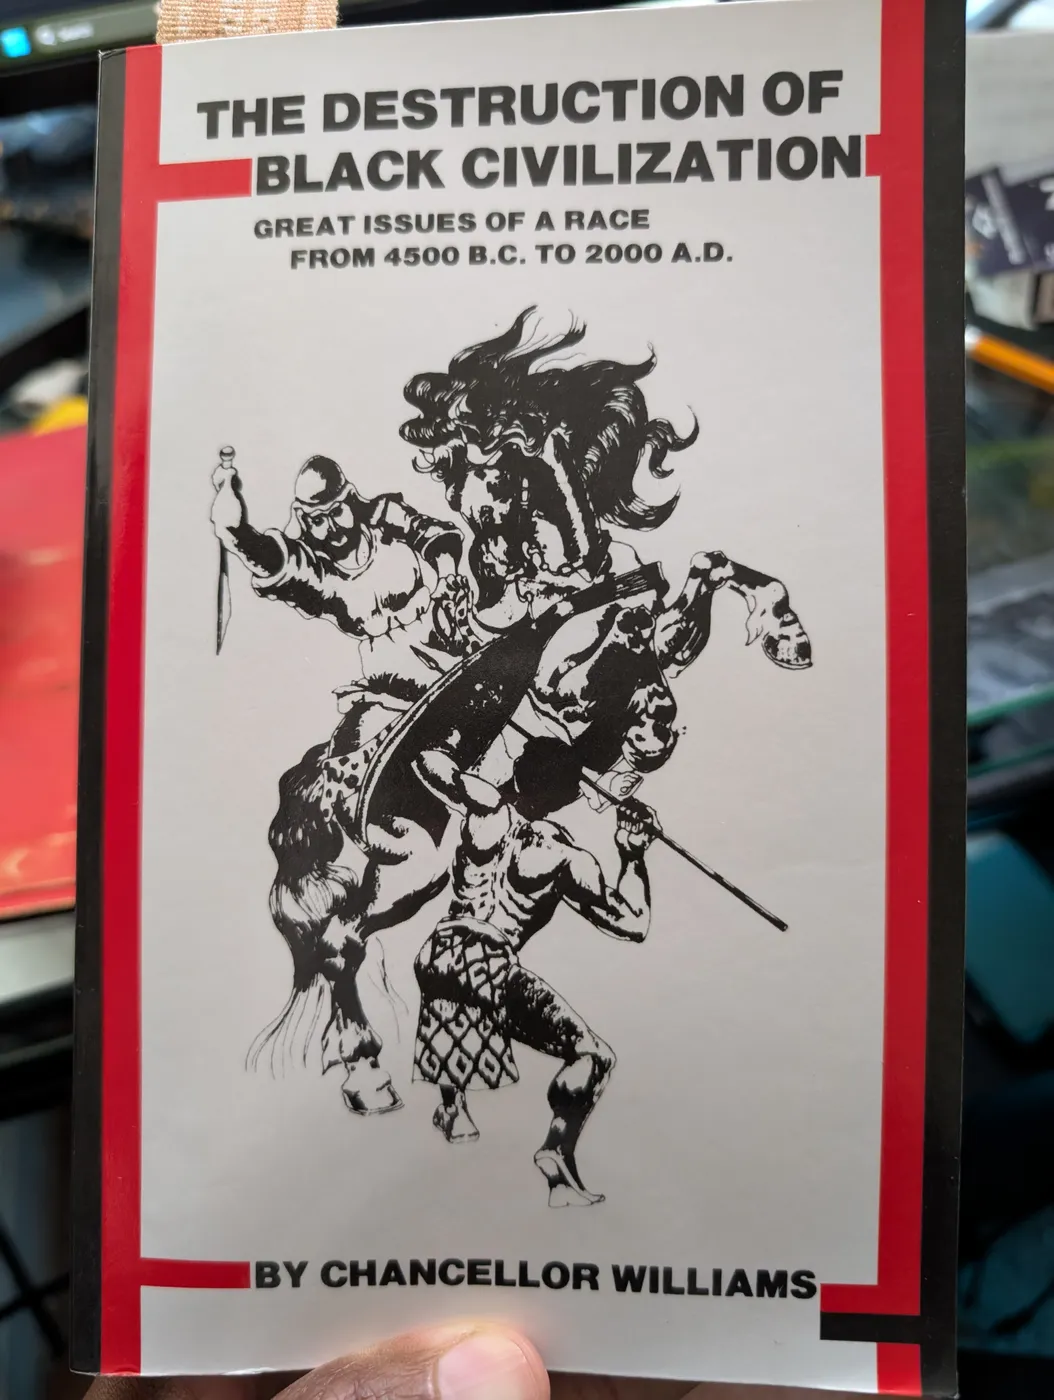 THE DESTRUCTION OF
BLACK CIVILIZATION
GREAT ISSUES OF A RACE
FROM 4500 B.C. TO 2000 A.D.
BY CHANCELLOR WILLIAMS